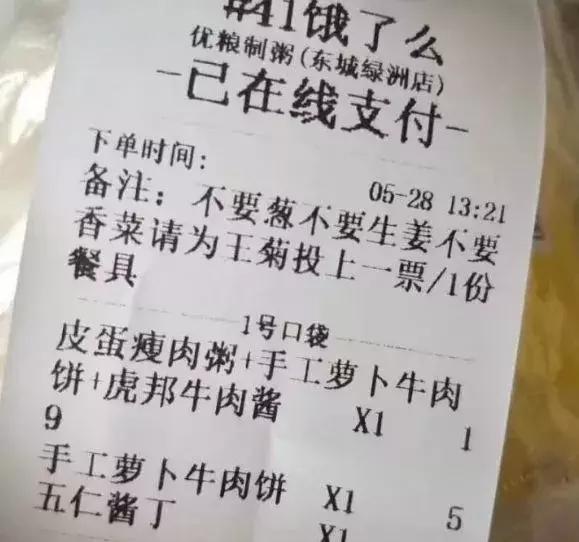 #41饿了么
优粮制粥(东城绿洲店)
-已在线支付-
下单时间:
05-28 13:21
备注: 不要葱不要生姜不要
香菜请为王菊投上一票/1份
餐具
1号口袋
皮蛋瘦肉粥+手工萝卜牛肉
饼+虎邦牛肉酱 X1 1
9
手工萝卜牛肉饼 X1 5
五仁酱丁 X1